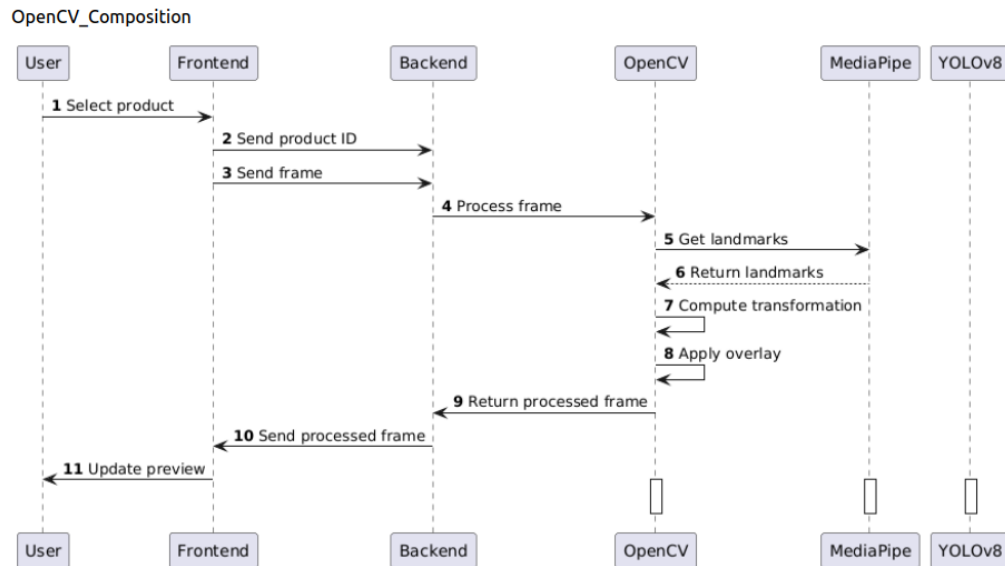 OpenCV_Composition
User Frontend Backend OpenCV MediaPipe YOLOv8
1 Select product
2 Send product ID
3 Send frame
4 Process frame
5 Get landmarks
6 Return landmarks
7 Compute transformation
8 Apply overlay
9 Return processed frame
10 Send processed frame
11 Update preview
User Frontend Backend OpenCV MediaPipe YOLOv8